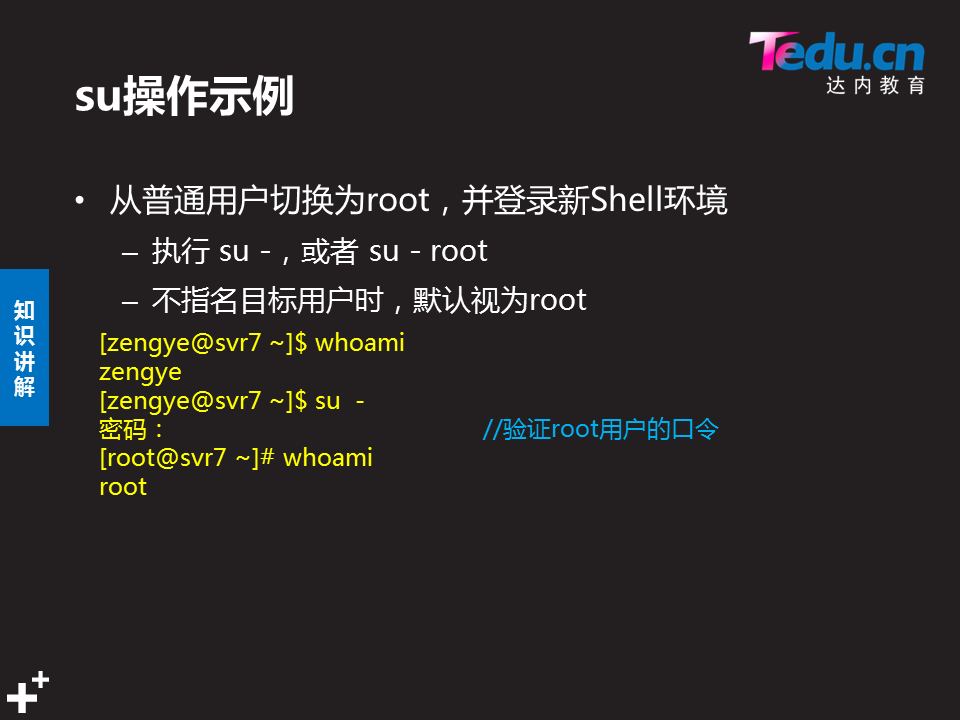 Tedu.cn
达内教育
su操作示例
• 从普通用户切换为root，并登录新Shell环境
– 执行 su -，或者 su - root
– 不指名目标用户时，默认视为root
知识讲解
[zengye@svr7 ~]$ whoami
zengye
[zengye@svr7 ~]$ su  -
密码： //验证root用户的口令
[root@svr7 ~]# whoami
root